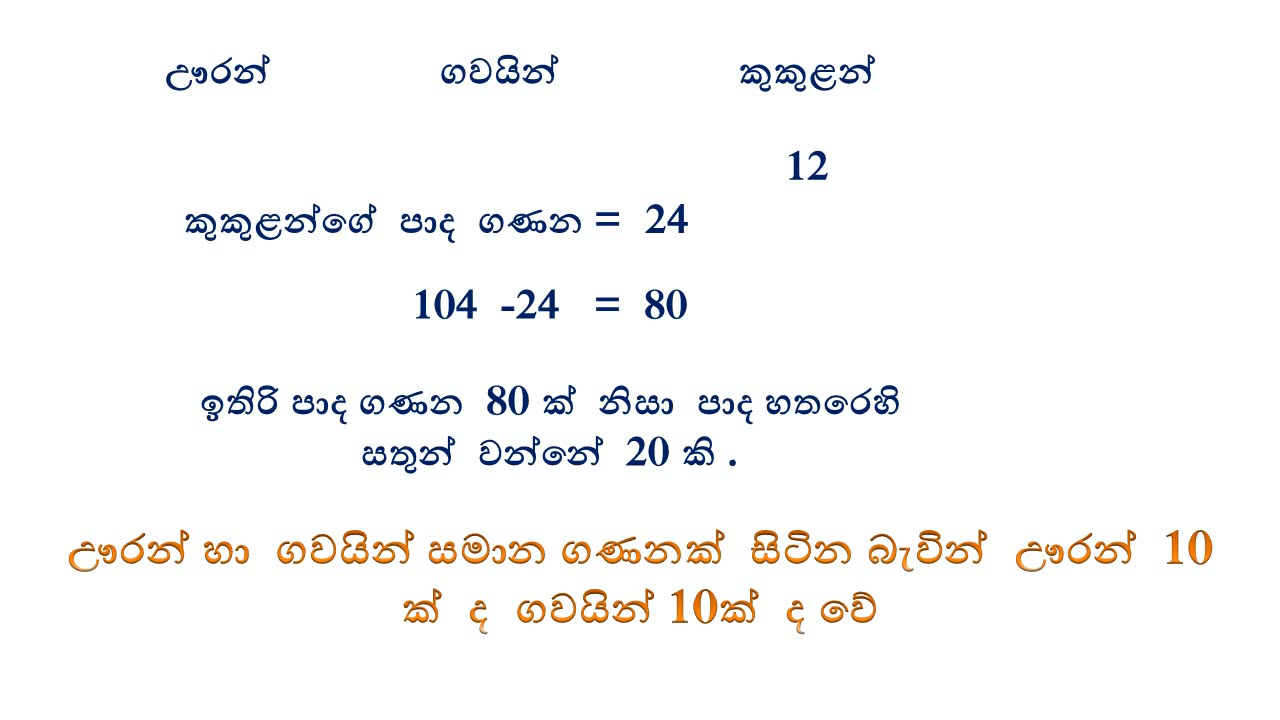 ඌරන් ගවයින් කුකුළන්
12
කුකුළන්ගේ පාද ගණන = 24
104 -24 = 80
ඉතිරි පාද ගණන 80 ක් නිසා පාද හතරෙහි
සතුන් වන්නේ 20 කි .
ඌරන් හා ගවයින් සමාන ගණනක් සිටින බැවින් ඌරන් 10
ක් ද ගවයින් 10ක් ද වේ